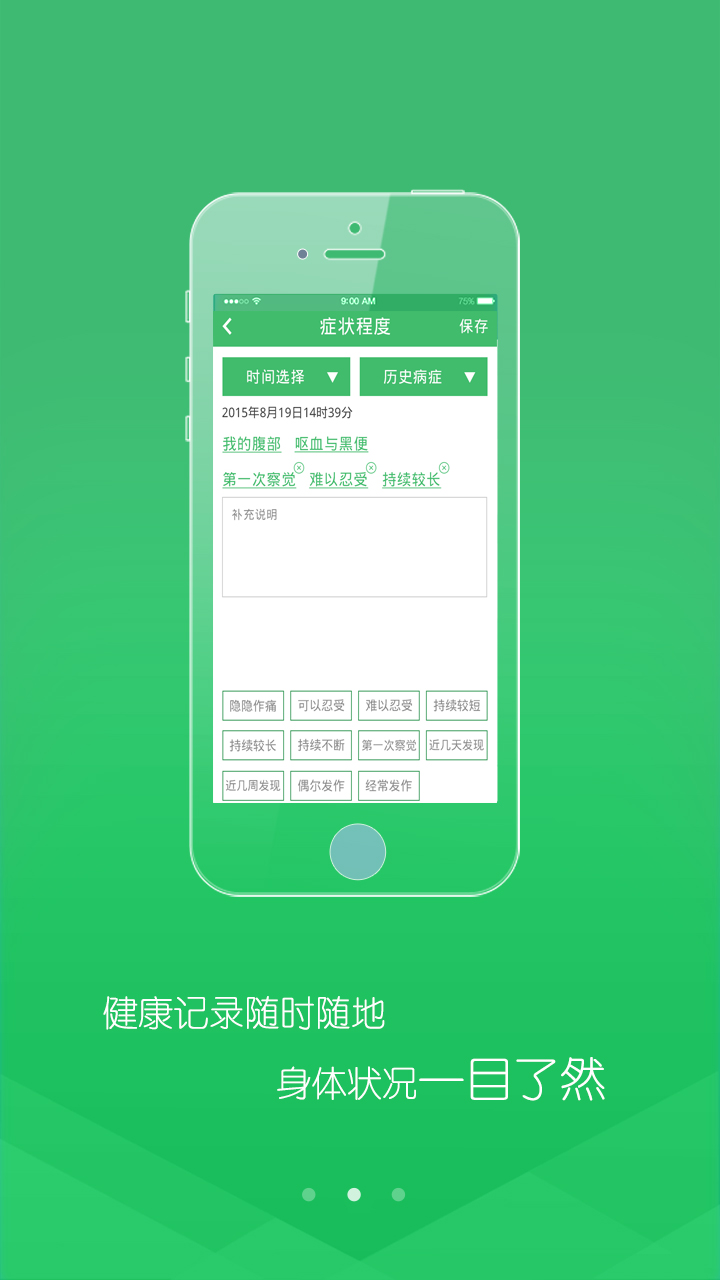 9:00 AM 75%
症状程度 保存
时间选择 历史病症
2015年8月19日14时39分
我的腹部 呕血与黑便
第一次察觉 难以忍受 持续较长
补充说明
隐隐作痛 可以忍受 难以忍受 持续较短
持续较长 持续不断 第一次察觉 近几天发现
近几周发现 偶尔发作 经常发作
健康记录随时随地
身体状况一目了然